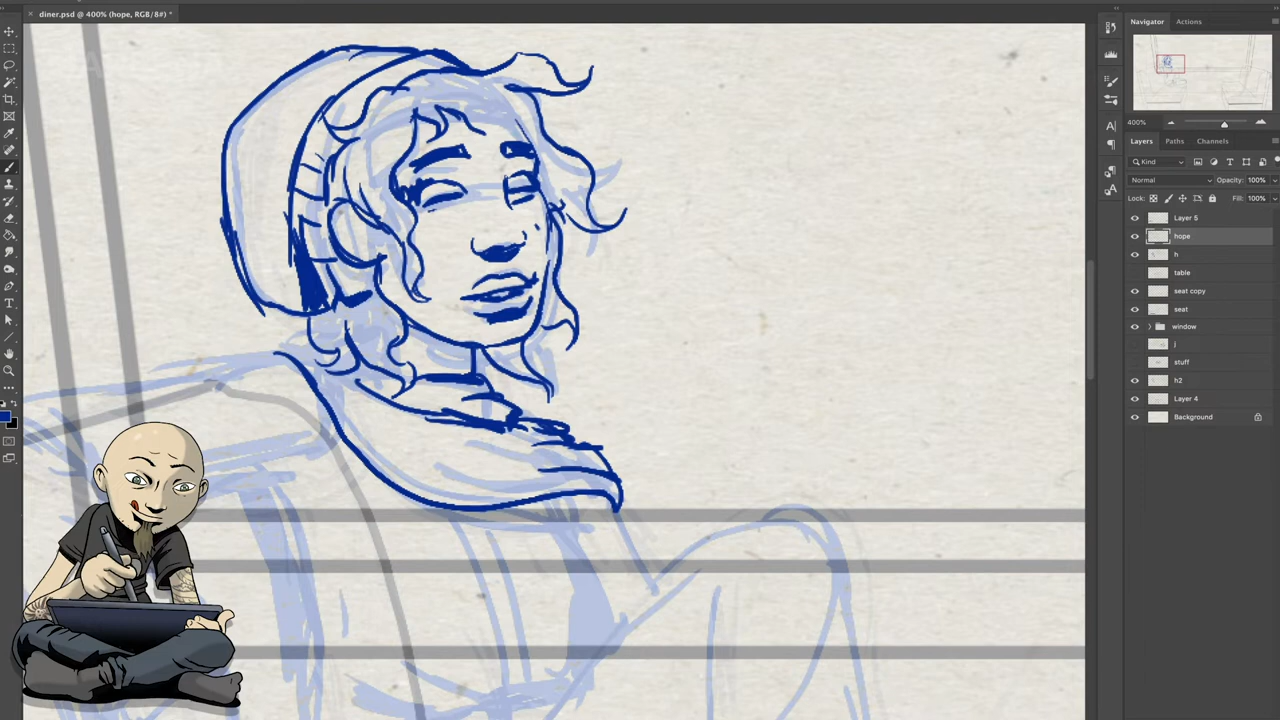 diner.psd @ 400% (hope, RGB/8#) *
Navigator
Actions
400%
Layers
Paths
Channels
Kind
Normal
Opacity: 100%
Lock:
Fill: 100%
Layer 5
hope
h
table
seat copy
seat
window
j
stuff
h2
Layer 4
Background